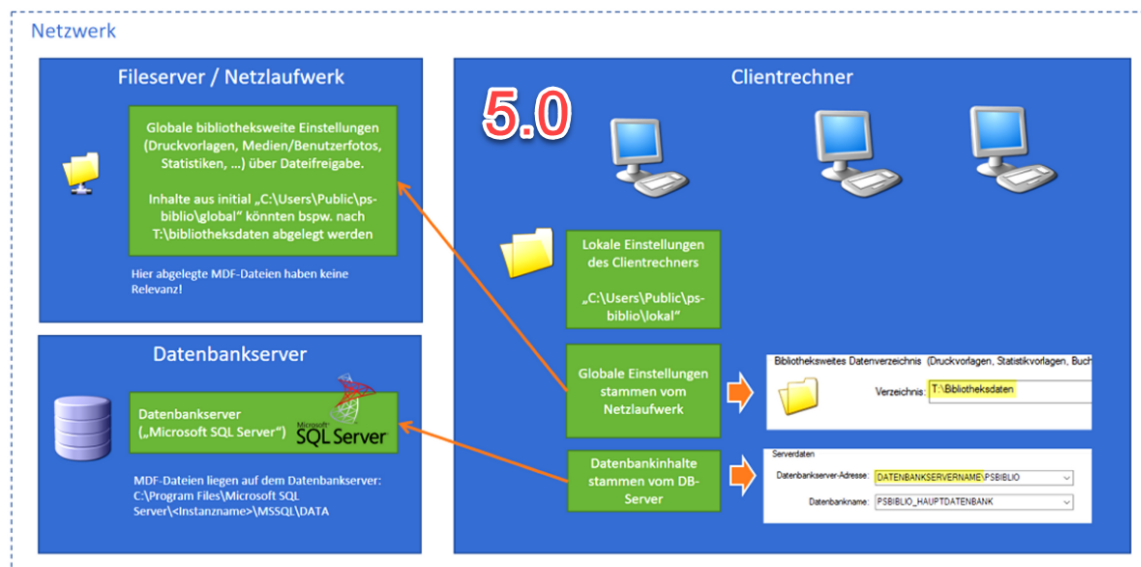 Netzwerk
Fileserver / Netzlaufwerk
Globale bibliotheksweite Einstellungen
(Druckvorlagen, Medien/Benutzerfotos,
Statistiken, ...) über Dateifreigabe.
Inhalte aus initial „C:\Users\Public\ps-
biblio\global“ könnten bspw. nach
T:\bibliotheksdaten abgelegt werden
Hier abgelegte MDF-Dateien haben keine
Relevanz!
Datenbankserver
Datenbankserver
(„Microsoft SQL Server“)
Microsoft
SQL Server
MDF-Dateien liegen auf dem Datenbankserver:
C:\Program Files\Microsoft SQL
Server\<Instanzname>\MSSQL\DATA
Clientrechner
5.0
Lokale Einstellungen
des Clientrechners
„C:\Users\Public\ps-
biblio\lokal“
Globale Einstellungen
stammen vom
Netzlaufwerk
Bibliotheksweites Datenverzeichnis (Druckvorlagen, Statistikvorlagen, Buch
Verzeichnis: T:\Bibliotheksdaten
Datenbankinhalte
stammen vom DB-
Server
Serverdaten
Datenbankserver-Adresse: DATENBANKSERVERNAME\PSBIBLIO
Datenbankname: PSBIBLIO_HAUPTDATENBANK